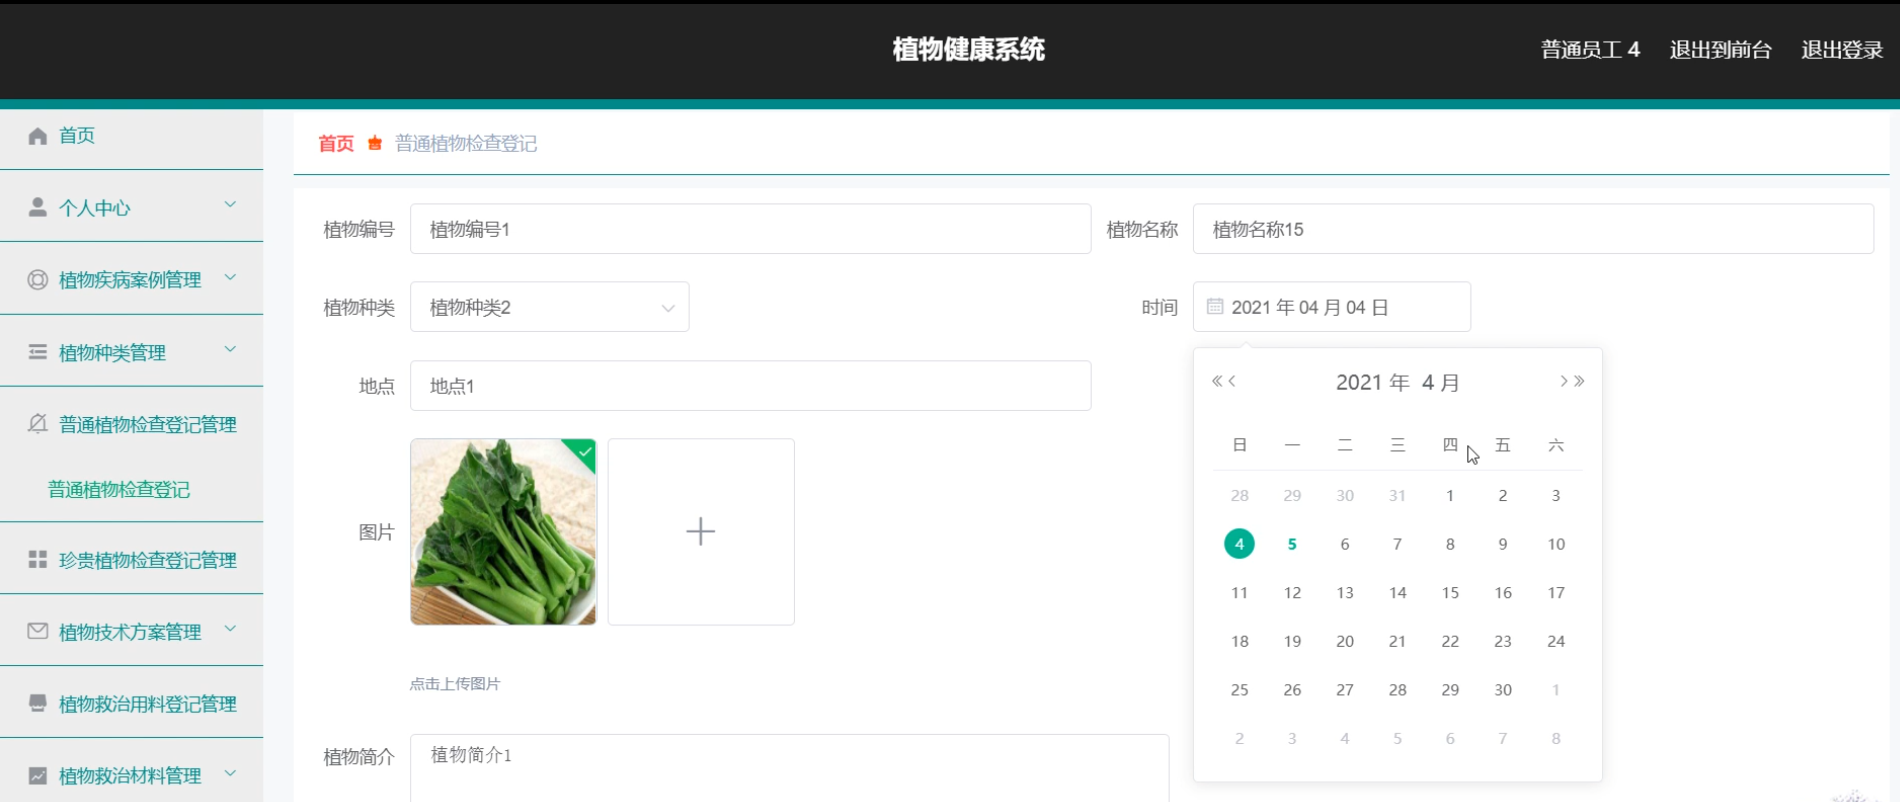 植物健康系统
普通员工 4 退出到前台 退出登录
首页
个人中心
植物疾病案例管理
植物种类管理
普通植物检查登记管理
普通植物检查登记
珍贵植物检查登记管理
植物技术方案管理
植物救治用料登记管理
植物救治材料管理
首页 普通植物检查登记
植物编号 植物编号1 植物名称 植物名称15
植物种类 植物种类2 时间 2021 年 04 月 04 日
地点 地点1
图片
点击上传图片
植物简介 植物简介1
2021 年 4 月
日 一 二 三 四 五 六
28 29 30 31 1 2 3
4 5 6 7 8 9 10
11 12 13 14 15 16 17
18 19 20 21 22 23 24
25 26 27 28 29 30 1
2 3 4 5 6 7 8